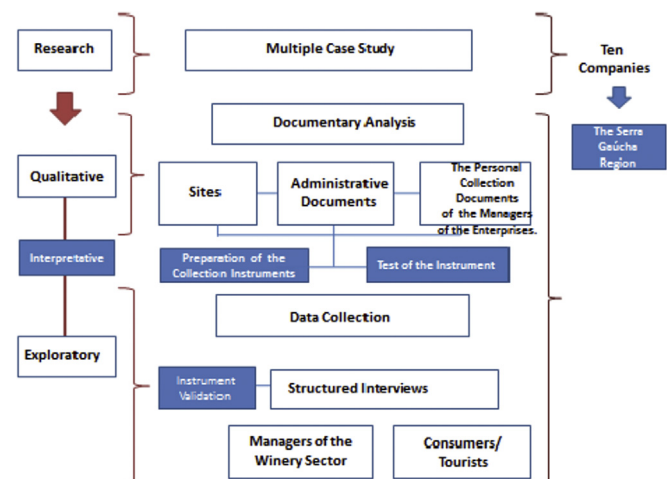 Research
Multiple Case Study
Ten
Companies
Documentary Analysis
The Serra
Gaúcha
Region
Qualitative
Sites
Administrative
Documents
The Personal
Collection
Documents
of the Managers
of the Enterprises.
Interpretative
Preparation of the
Collection Instruments
Test of the Instrument
Data Collection
Exploratory
Instrument
Validation
Structured Interviews
Managers of the
Winery Sector
Consumers/
Tourists